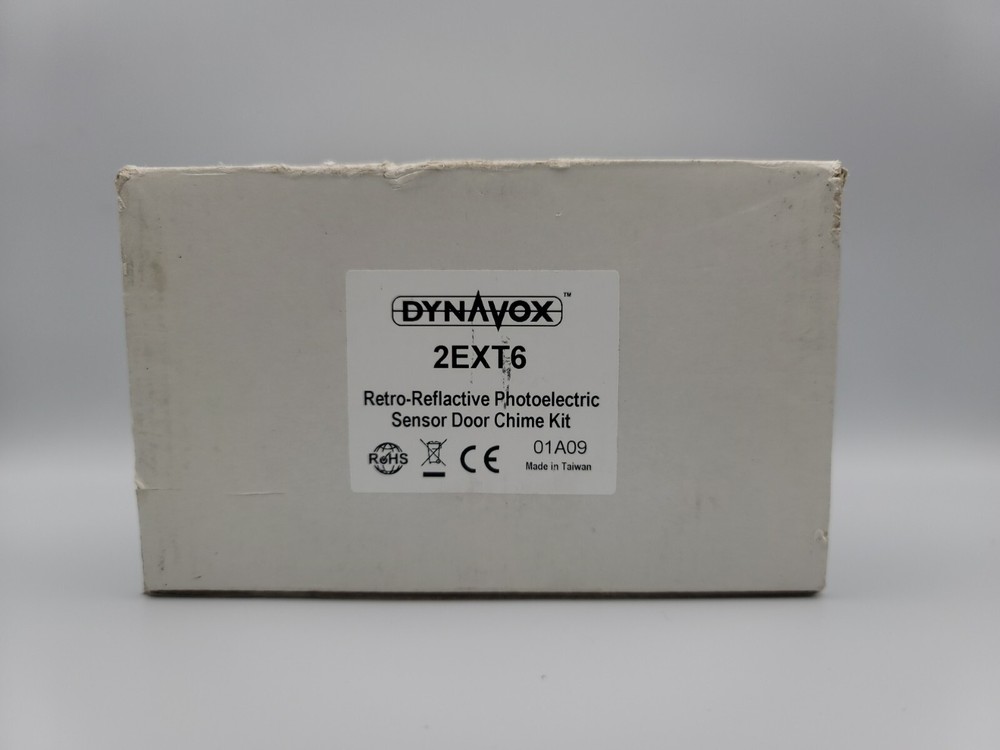 DYNAVOX™
2EXT6
Retro-Reflactive Photoelectric
Sensor Door Chime Kit
RoHS
CE
01A09
Made in Taiwan